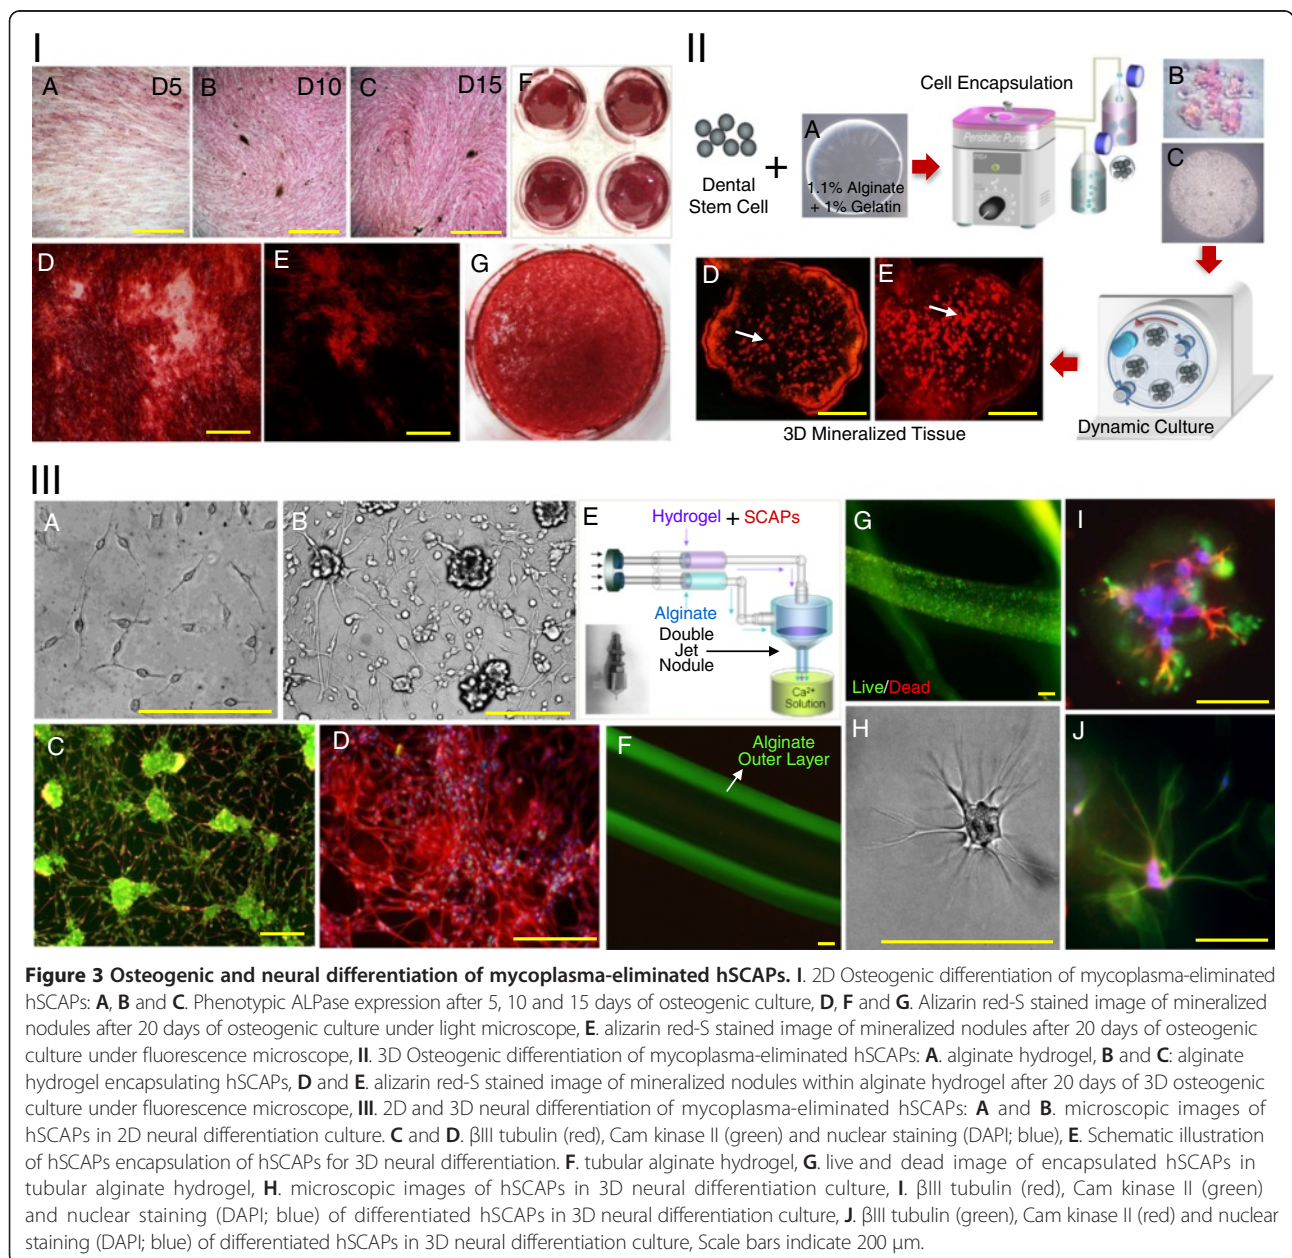 I
A D5
B D10
C D15
F
D
E
G
II
Cell Encapsulation
Dental
Stem Cell
+
A
1.1% Alginate
+ 1% Gelatin
Peristaltic Pump
B
C
D
E
3D Mineralized Tissue
Dynamic Culture
III
A
B
C
D
E
Hydrogel + SCAPs
Alginate
Double
Jet
Nodule
Ca²⁺
Solution
F
Alginate
Outer Layer
G
Live/Dead
H
I
J
Figure 3 Osteogenic and neural differentiation of mycoplasma-eliminated hSCAPs. I. 2D Osteogenic differentiation of mycoplasma-eliminated
hSCAPs: A, B and C. Phenotypic ALPase expression after 5, 10 and 15 days of osteogenic culture, D, F and G. Alizarin red-S stained image of mineralized
nodules after 20 days of osteogenic culture under light microscope, E. alizarin red-S stained image of mineralized nodules after 20 days of osteogenic
culture under fluorescence microscope, II. 3D Osteogenic differentiation of mycoplasma-eliminated hSCAPs: A. alginate hydrogel, B and C: alginate
hydrogel encapsulating hSCAPs, D and E. alizarin red-S stained image of mineralized nodules within alginate hydrogel after 20 days of 3D osteogenic
culture under fluorescence microscope, III. 2D and 3D neural differentiation of mycoplasma-eliminated hSCAPs: A and B. microscopic images of
hSCAPs in 2D neural differentiation culture. C and D. βIII tubulin (red), Cam kinase II (green) and nuclear staining (DAPI; blue), E. Schematic illustration
of hSCAPs encapsulation of hSCAPs for 3D neural differentiation. F. tubular alginate hydrogel, G. live and dead image of encapsulated hSCAPs in
tubular alginate hydrogel, H. microscopic images of hSCAPs in 3D neural differentiation culture, I. βIII tubulin (red), Cam kinase II (green)
and nuclear staining (DAPI; blue) of differentiated hSCAPs in 3D neural differentiation culture, J. βIII tubulin (green), Cam kinase II (red) and nuclear
staining (DAPI; blue) of differentiated hSCAPs in 3D neural differentiation culture, Scale bars indicate 200 μm.